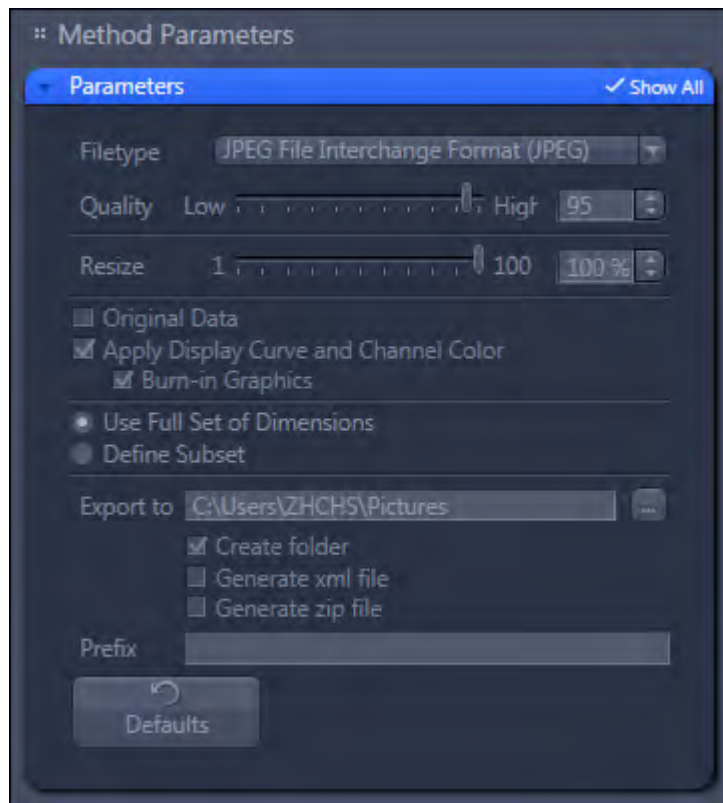 Method Parameters
Parameters Show All
Filetype JPEG File Interchange Format (JPEG)
Quality Low High 95
Resize 1 100 100 %
Original Data
Apply Display Curve and Channel Color
Burn-in Graphics
Use Full Set of Dimensions
Define Subset
Export to C:\Users\ZHCHS\Pictures ...
Create folder
Generate xml file
Generate zip file
Prefix
Defaults